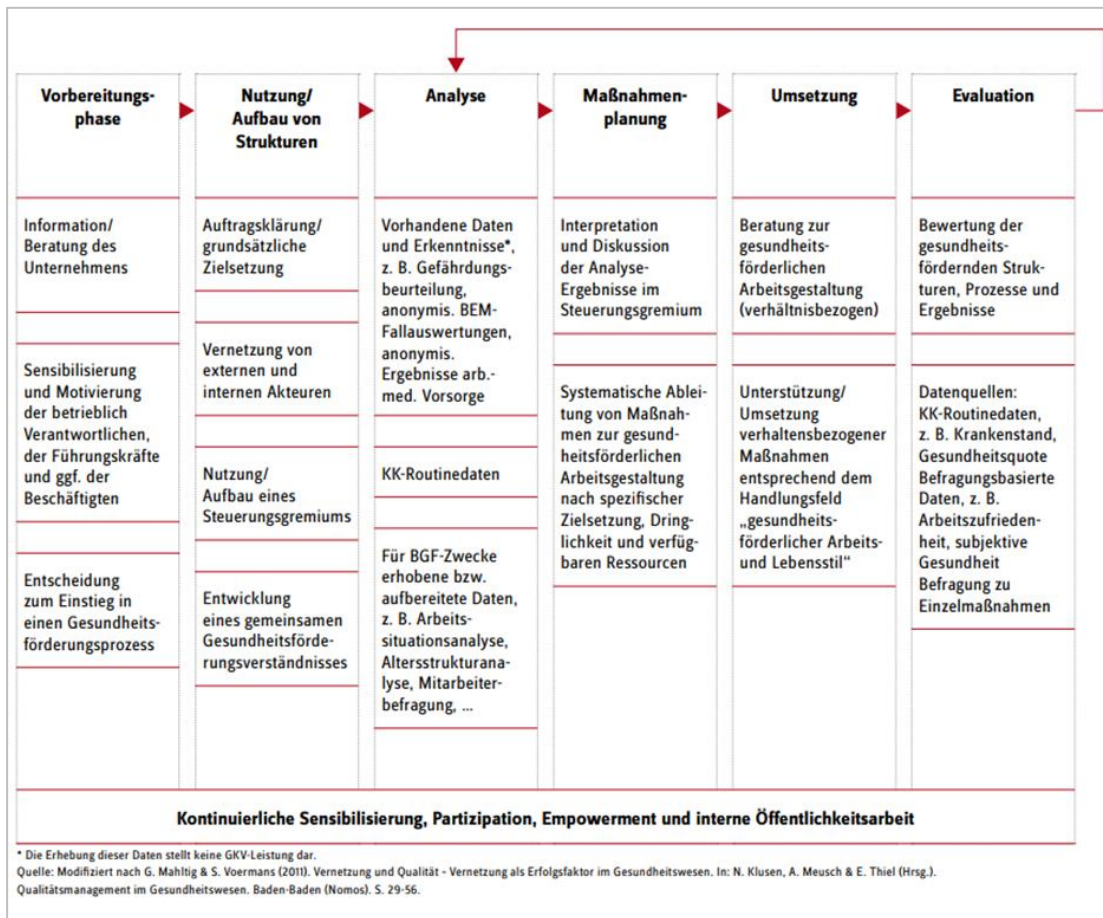 Vorbereitungs-
phase
Nutzung/
Aufbau von
Strukturen
Analyse
Maßnahmen-
planung
Umsetzung
Evaluation
Information/
Beratung des
Unternehmens
Sensibilisierung
und Motivierung
der betrieblich
Verantwortlichen,
der Führungskräfte
und ggf. der
Beschäftigten
Entscheidung
zum Einstieg in
einen Gesundheits-
förderungsprozess
Auftragsklärung/
grundsätzliche
Zielsetzung
Vernetzung von
externen und
internen Akteuren
Nutzung/
Aufbau eines
Steuerungsgremiums
Entwicklung
eines gemeinsamen
Gesundheitsförde-
rungsverständnisses
Vorhandene Daten
und Erkenntnisse*,
z. B. Gefährdungs-
beurteilung,
anonymis. BEM-
Fallauswertungen,
anonymis.
Ergebnisse arb.-
med. Vorsorge
KK-Routinedaten
Für BGF-Zwecke
erhobene bzw.
aufbereitete Daten,
z. B. Arbeits-
situationsanalyse,
Altersstrukturana-
lyse, Mitarbeiter-
befragung, ...
Interpretation
und Diskussion
der Analyse-
Ergebnisse im
Steuerungsgremium
Systematische Ablei-
tung von Maßnah-
men zur gesund-
heitsförderlichen
Arbeitsgestaltung
nach spezifischer
Zielsetzung, Dring-
lichkeit und verfüg-
baren Ressourcen
Beratung zur
gesundheits-
förderlichen
Arbeitsgestaltung
(verhältnisbezogen)
Unterstützung/
Umsetzung
verhaltensbezogener
Maßnahmen
entsprechend dem
Handlungsfeld
„gesundheits-
förderlicher Arbeits-
und Lebensstil“
Bewertung der
gesundheits-
fördernden Struk-
turen, Prozesse und
Ergebnisse
Datenquellen:
KK-Routinedaten,
z. B. Krankenstand,
Gesundheitsquote
Befragungsbasierte
Daten, z. B.
Arbeitszufrieden-
heit, subjektive
Gesundheit
Befragung zu
Einzelmaßnahmen
Kontinuierliche Sensibilisierung, Partizipation, Empowerment und interne Öffentlichkeitsarbeit
* Die Erhebung dieser Daten stellt keine GKV-Leistung dar.
Quelle: Modifiziert nach G. Mahltig & S. Voermans (2011). Vernetzung und Qualität - Vernetzung als Erfolgsfaktor im Gesundheitswesen. In: N. Klusen, A. Meusch & E. Thiel (Hrsg.).
Qualitätsmanagement im Gesundheitswesen. Baden-Baden (Nomos). S. 29-56.